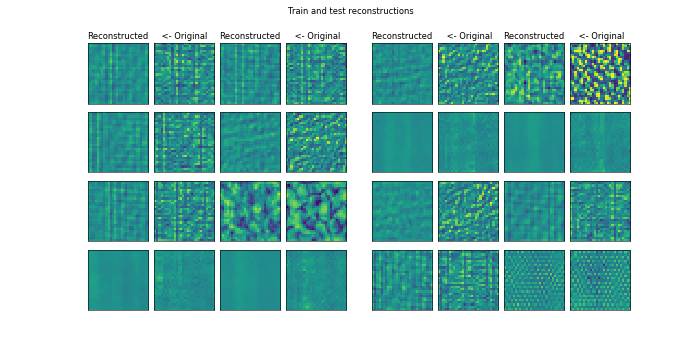 Train and test reconstructions
Reconstructed <- Original Reconstructed <- Original Reconstructed <- Original Reconstructed <- Original